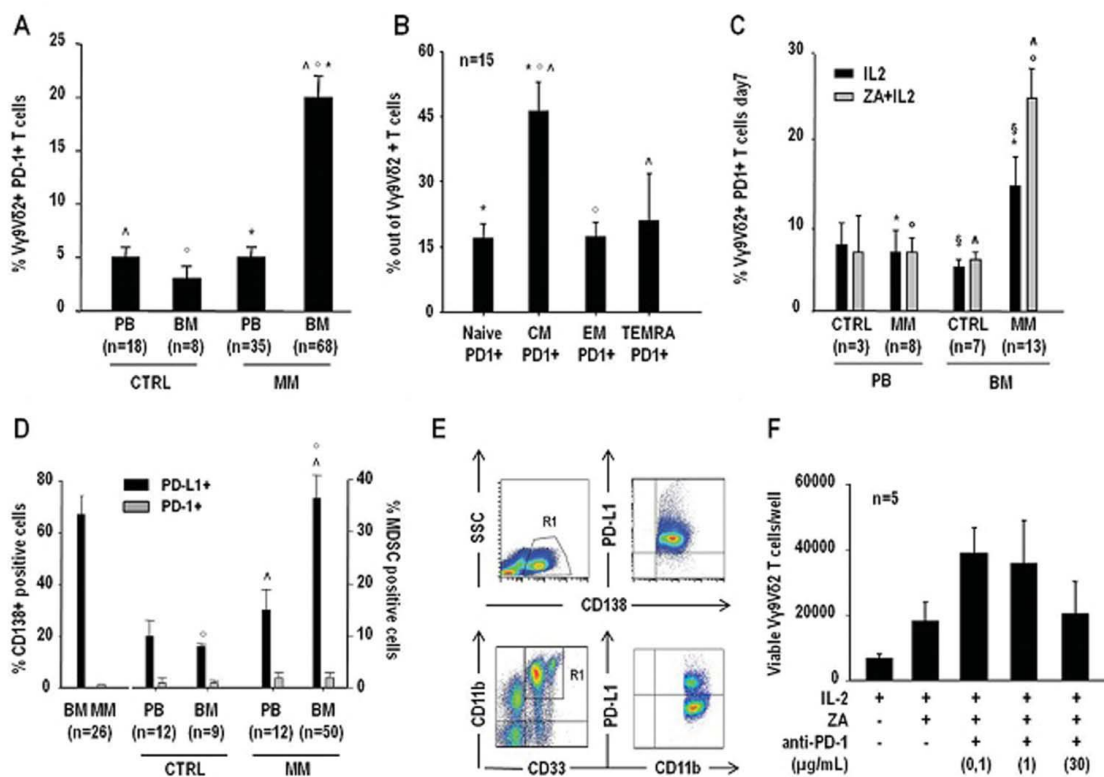 A
% Vγ9Vδ2+ PD-1+ T cells
25
20
15
10
5
0
^ ◦ *
^
◦
*
PB BM PB BM
(n=18) (n=8) (n=35) (n=68)
CTRL MM
B
n=15
% out of Vγ9Vδ2 + T cells
60
45
30
15
0
* ◦ ^
*
◦
^
Naive CM EM TEMRA
PD1+ PD1+ PD1+ PD1+
C
% Vγ9Vδ2+ PD1+ T cells day7
30
20
10
0
IL2
ZA+IL2
^
o
§
*
* o
§ ^
CTRL MM CTRL MM
(n=3) (n=8) (n=7) (n=13)
PB BM
D
% CD138+ positive cells
80
60
40
20
0
PD-L1+
PD-1+
◦
^
^
◦
40
30
20
10
0
% MDSC positive cells
BM MM PB BM PB BM
(n=26) (n=12) (n=9) (n=12) (n=50)
CTRL MM
E
SSC
R1
PD-L1
CD138
CD11b
R1
PD-L1
CD33 CD11b
F
n=5
Viable Vγ9Vδ2 T cells/well
60000
40000
20000
0
IL-2 + + + + +
ZA - + + + +
anti-PD-1 - - + + +
(µg/mL) (0,1) (1) (30)